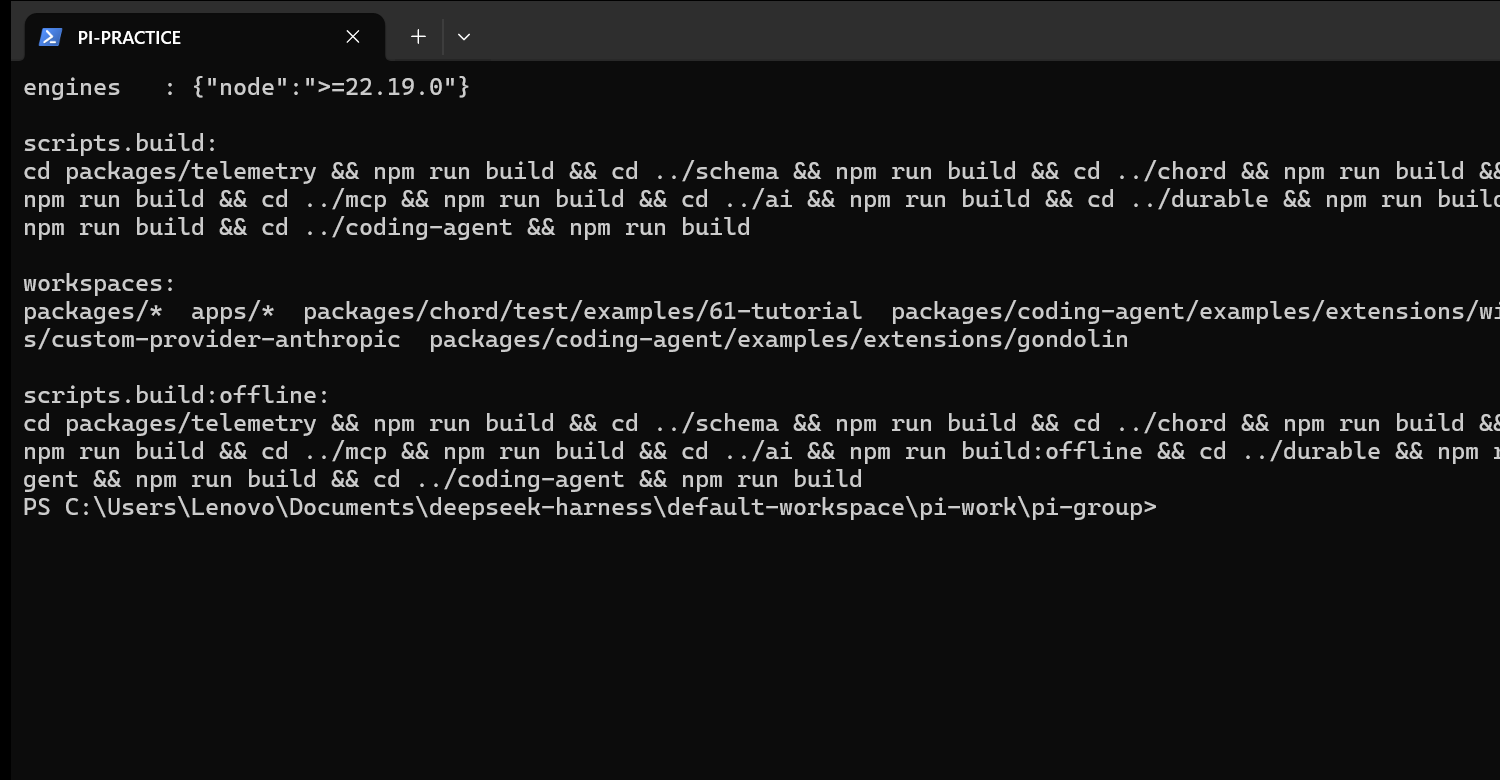 PI-PRACTICE
engines   : {"node":">=22.19.0"}
scripts.build:
cd packages/telemetry && npm run build && cd ../schema && npm run build && cd ../chord && npm run build &&
npm run build && cd ../mcp && npm run build && cd ../ai && npm run build && cd ../durable && npm run build
npm run build && cd ../coding-agent && npm run build
workspaces:
packages/*  apps/*  packages/chord/test/examples/61-tutorial  packages/coding-agent/examples/extensions/wi
s/custom-provider-anthropic  packages/coding-agent/examples/extensions/gondolin
scripts.build:offline:
cd packages/telemetry && npm run build && cd ../schema && npm run build && cd ../chord && npm run build &&
npm run build && cd ../mcp && npm run build && cd ../ai && npm run build:offline && cd ../durable && npm r
gent && npm run build && cd ../coding-agent && npm run build
PS C:\Users\Lenovo\Documents\deepseek-harness\default-workspace\pi-work\pi-group>